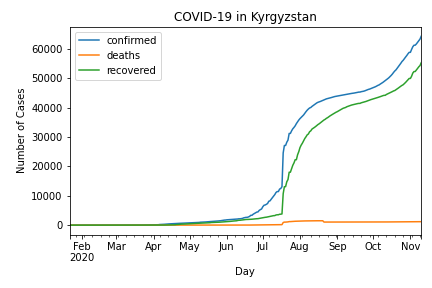 COVID-19 in Kyrgyzstan
confirmed
deaths
recovered
Number of Cases
60000
50000
40000
30000
20000
10000
0
Feb Mar Apr May Jun Jul Aug Sep Oct Nov
2020
Day